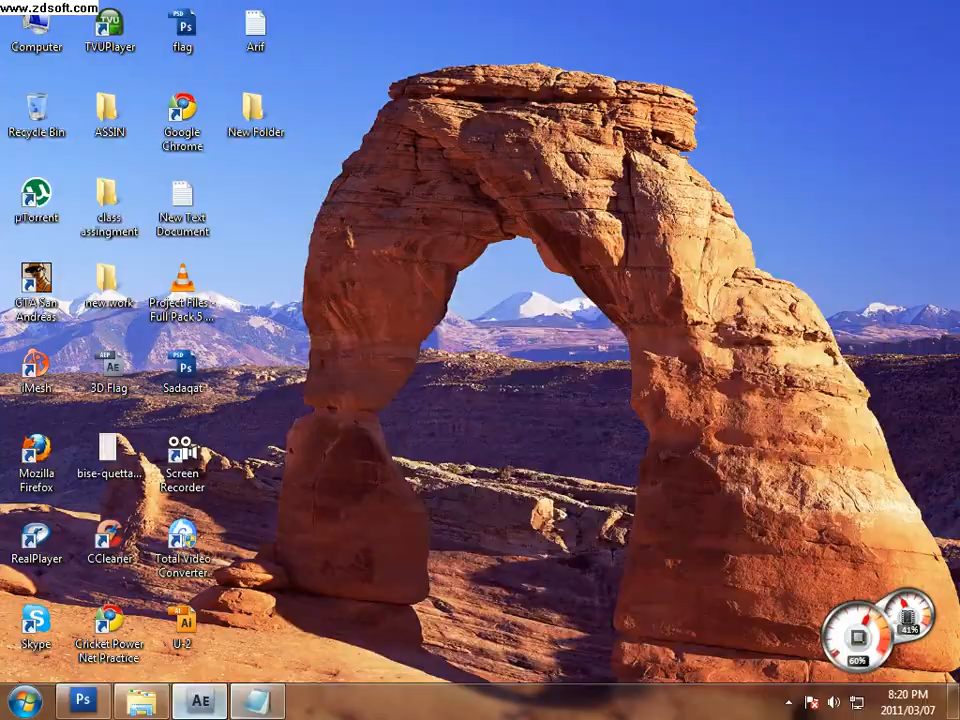 www.zdsoft.com
Computer
TVUPlayer
flag
Arif
Recycle Bin
ASSIN
Google
Chrome
New Folder
µTorrent
class
assingment
New Text
Document
GTA San
Andreas
new.work
Project Files -
Full Pack 5 ...
iMesh
3D.Flag
Sadaqat
Mozilla
Firefox
bise-quetta...
Screen
Recorder
RealPlayer
CCleaner
Total Video
Converter
Skype
Cricket Power
Net Practice
U-2
60%
41%
Ps
AE
8:20 PM
2011/03/07